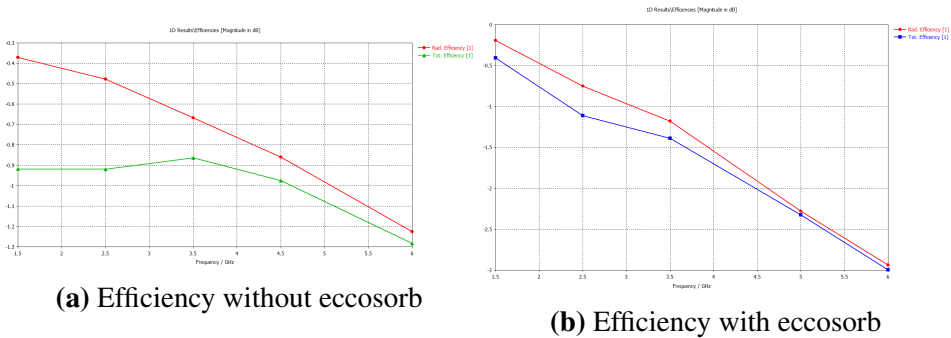 1D Results\Efficiencies [Magnitude in dB]
Rad. Efficiency [1]
Tot. Efficiency [1]
-0.3
-0.4
-0.5
-0.6
-0.7
-0.8
-0.9
-1
-1.1
-1.2
-1.3
1.5 2 2.5 3 3.5 4 4.5 5 5.5 6
Frequency / GHz
(a) Efficiency without eccosorb
1D Results\Efficiencies [Magnitude in dB]
Rad. Efficiency [1]
Tot. Efficiency [1]
0
-0.5
-1
-1.5
-2
-2.5
-3
1.5 2 2.5 3 3.5 4 4.5 5 5.5 6
Frequency / GHz
(b) Efficiency with eccosorb